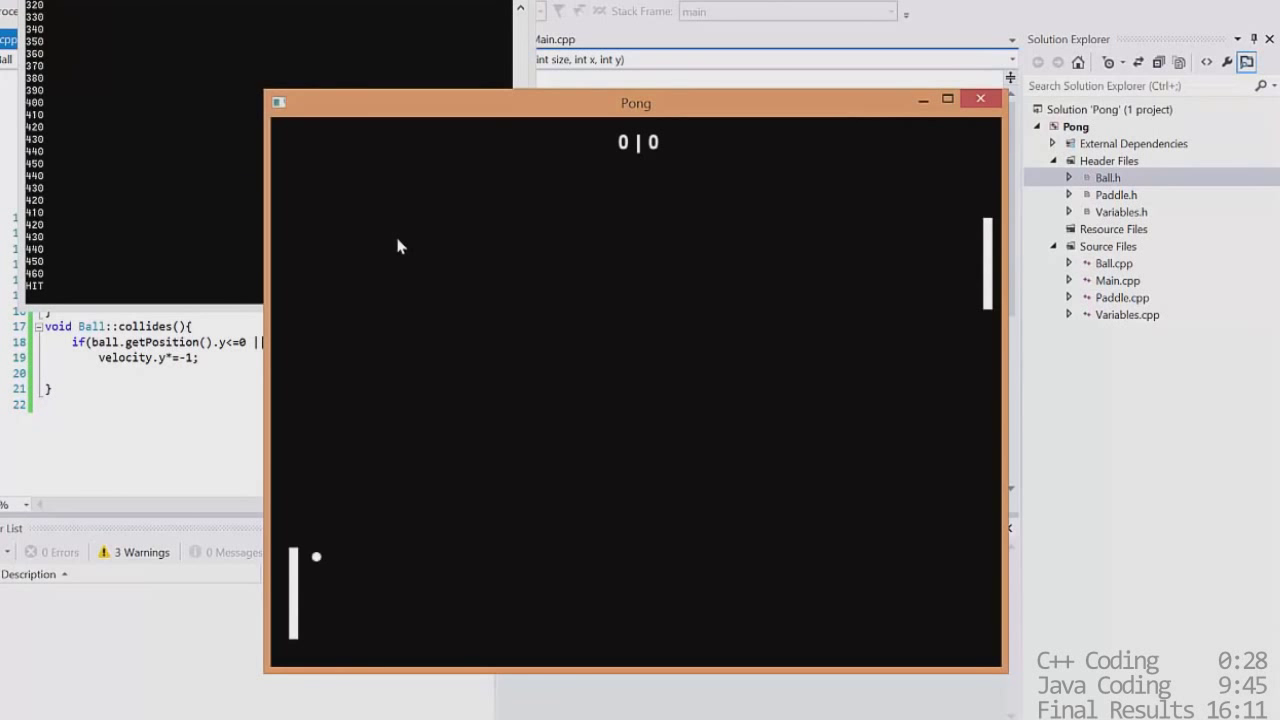 320
330
340
350
360
370
380
390
400
410
420
430
440
450
440
430
420
410
420
430
440
450
460
HIT
Stack Frame: main
.cpp
Main.cpp
Ball
int size, int x, int y)
Pong
0 | 0
17 void Ball::collides(){
18 if(ball.getPosition().y<=0 ||
19 velocity.y*=-1;
20
21 }
22
%
0 Errors
3 Warnings
0 Messages
Description
Solution Explorer
Search Solution Explorer (Ctrl+;)
Solution 'Pong' (1 project)
Pong
External Dependencies
Header Files
Ball.h
Paddle.h
Variables.h
Resource Files
Source Files
Ball.cpp
Main.cpp
Paddle.cpp
Variables.cpp
C++ Coding 0:28
Java Coding 9:45
Final Results 16:11